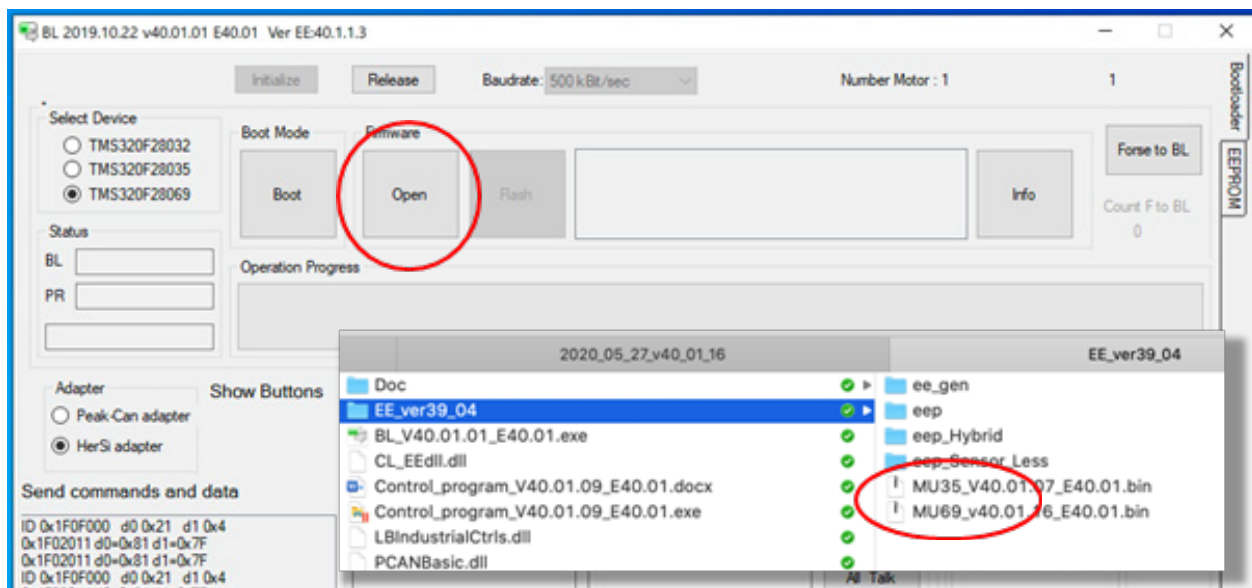 BL 2019.10.22 v40.01.01 E40.01 Ver EE:40.1.1.3
Initialize Release Baudrate: 500 kBit/sec Number Motor : 1 1
Bootloader
EEPROM
Select Device
TMS320F28032
TMS320F28035
TMS320F28069
Boot Mode
Boot
Firmware
Open
Flash
Info
Forse to BL
Count F to BL
0
Status
BL
PR
Operation Progress
Adapter
Peak-Can adapter
HerSi adapter
Show Buttons
Send commands and data
ID 0x1F0F000 d0 0x21 d1 0x4
0x1F02011 d0=0x81 d1=0x7F
0x1F02011 d0=0x81 d1=0x7F
ID 0x1F0F000 d0 0x21 d1 0x4
2020_05_27_v40_01_16
EE_ver39_04
Doc
EE_ver39_04
BL_V40.01.01_E40.01.exe
CL_EEdll.dll
Control_program_V40.01.09_E40.01.docx
Control_program_V40.01.09_E40.01.exe
LBIndustrialCtrls.dll
PCANBasic.dll
ee_gen
eep
eep_Hybrid
eep_Sensor_Less
MU35_V40.01.07_E40.01.bin
MU69_v40.01.16_E40.01.bin
All Talk